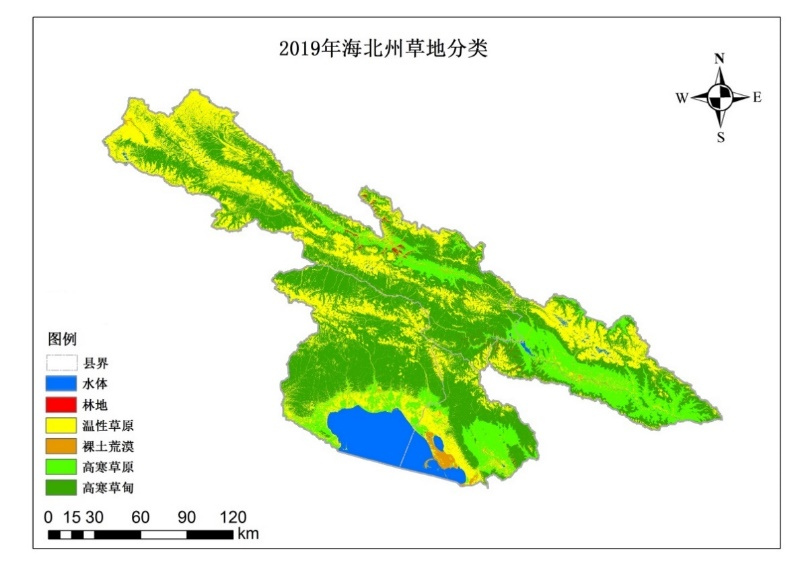 2019年海北州草地分类
N
W E
S
图例
县界
水体
林地
温性草原
裸土荒漠
高寒草原
高寒草甸
0 15 30 60 90 120
km